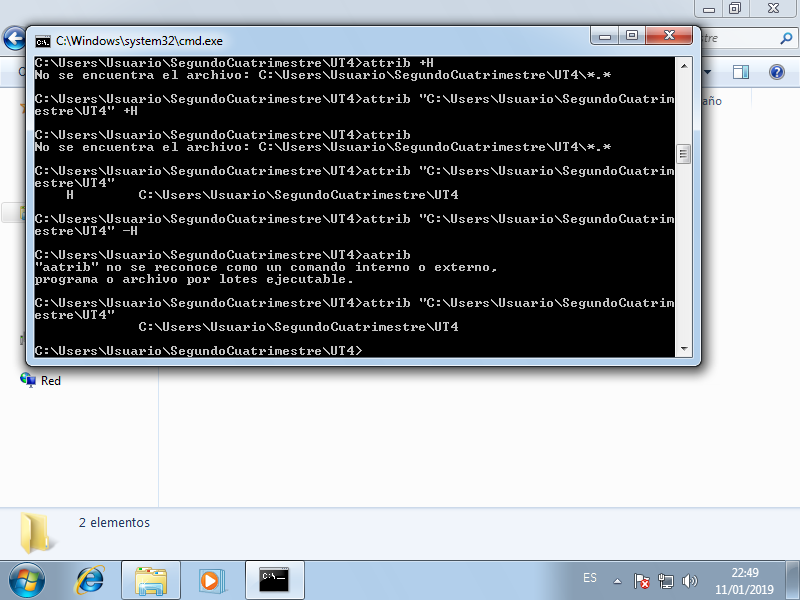 C:\Windows\system32\cmd.exe
C:\Users\Usuario\SegundoCuatrimestre\UT4>attrib +H
No se encuentra el archivo: C:\Users\Usuario\SegundoCuatrimestre\UT4\*.*
C:\Users\Usuario\SegundoCuatrimestre\UT4>attrib "C:\Users\Usuario\SegundoCuatrim
estre\UT4" +H
C:\Users\Usuario\SegundoCuatrimestre\UT4>attrib
No se encuentra el archivo: C:\Users\Usuario\SegundoCuatrimestre\UT4\*.*
C:\Users\Usuario\SegundoCuatrimestre\UT4>attrib "C:\Users\Usuario\SegundoCuatrim
estre\UT4"
H C:\Users\Usuario\SegundoCuatrimestre\UT4
C:\Users\Usuario\SegundoCuatrimestre\UT4>attrib "C:\Users\Usuario\SegundoCuatrim
estre\UT4" -H
C:\Users\Usuario\SegundoCuatrimestre\UT4>aatrib
"aatrib" no se reconoce como un comando interno o externo,
programa o archivo por lotes ejecutable.
C:\Users\Usuario\SegundoCuatrimestre\UT4>attrib "C:\Users\Usuario\SegundoCuatrim
estre\UT4"
C:\Users\Usuario\SegundoCuatrimestre\UT4
C:\Users\Usuario\SegundoCuatrimestre\UT4>
tre
año
Red
2 elementos
C:\_
ES
22:49
11/01/2019